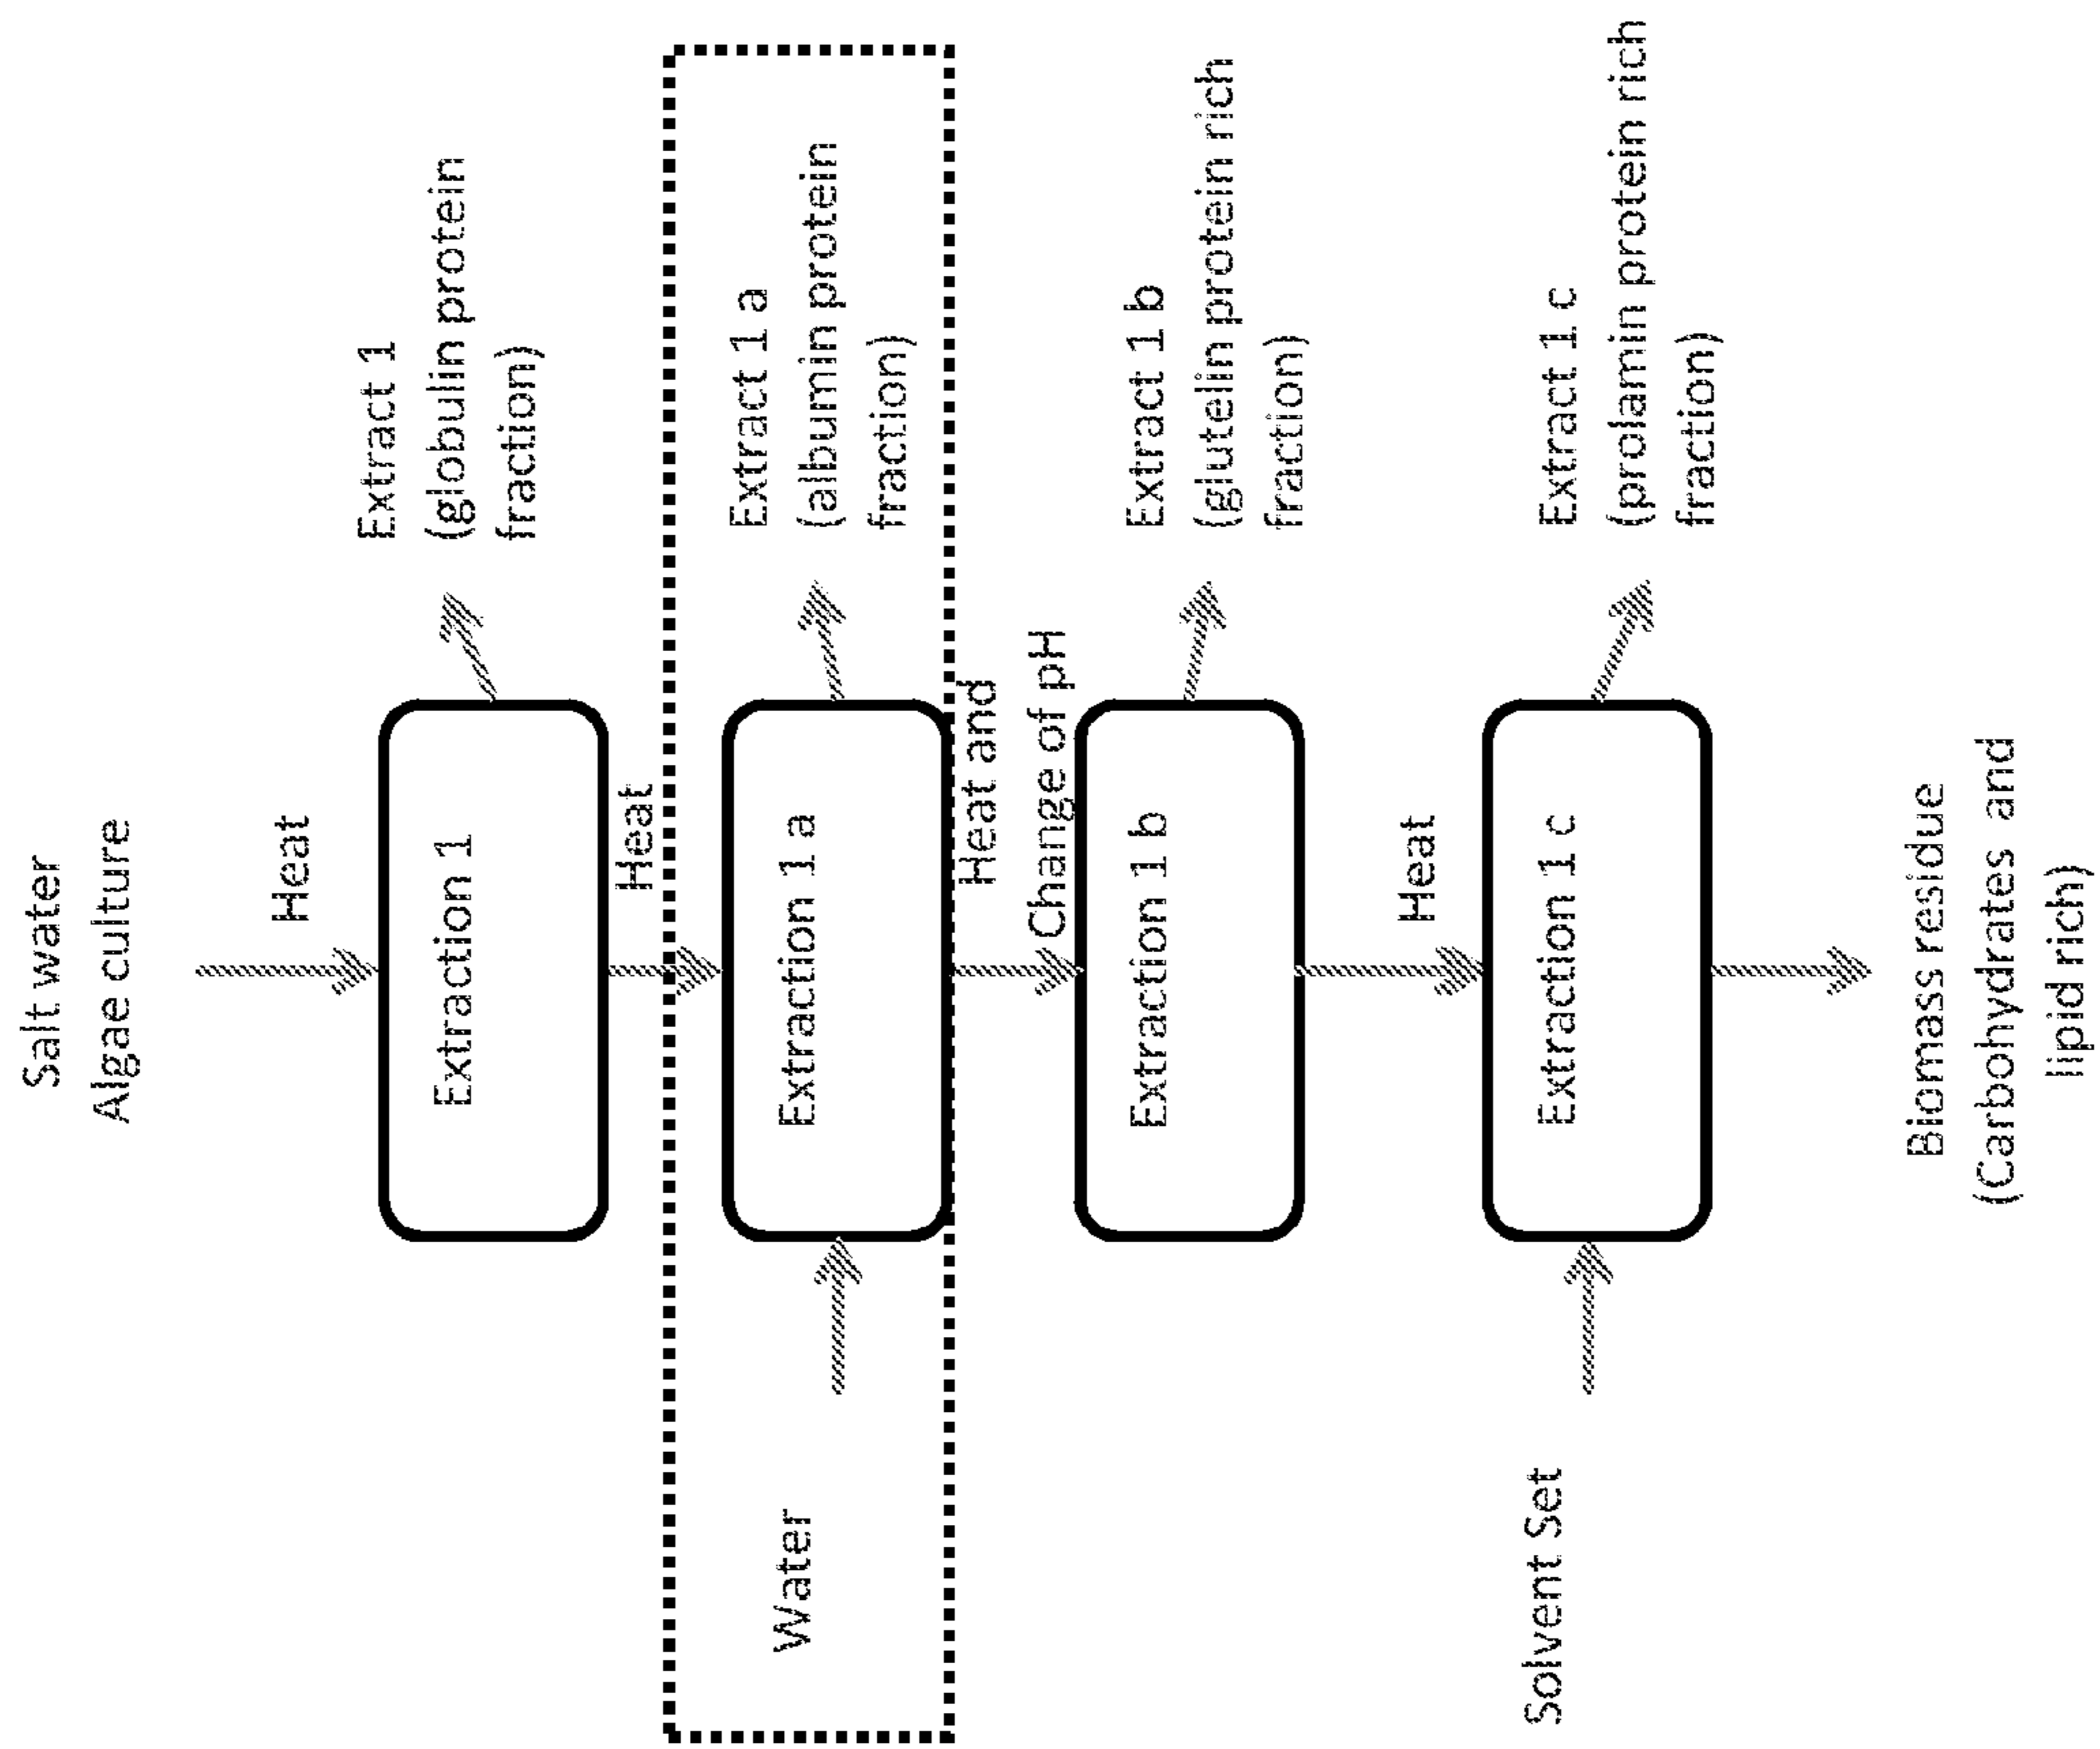 Salt water
Algae culture
Heat
Extraction 1
Extract 1
(globulin protein
fraction)
Heat
Water
Extraction 1 a
Extract 1 a
(albumin protein
fraction)
Heat and
Change of pH
Extraction 1 b
Extract 1 b
(glutelin protein rich
fraction)
Heat
Solvent Set
Extraction 1 c
Extract 1 c
(prolamin protein rich
fraction)
Biomass residue
(Carbohydrates and
lipid rich)